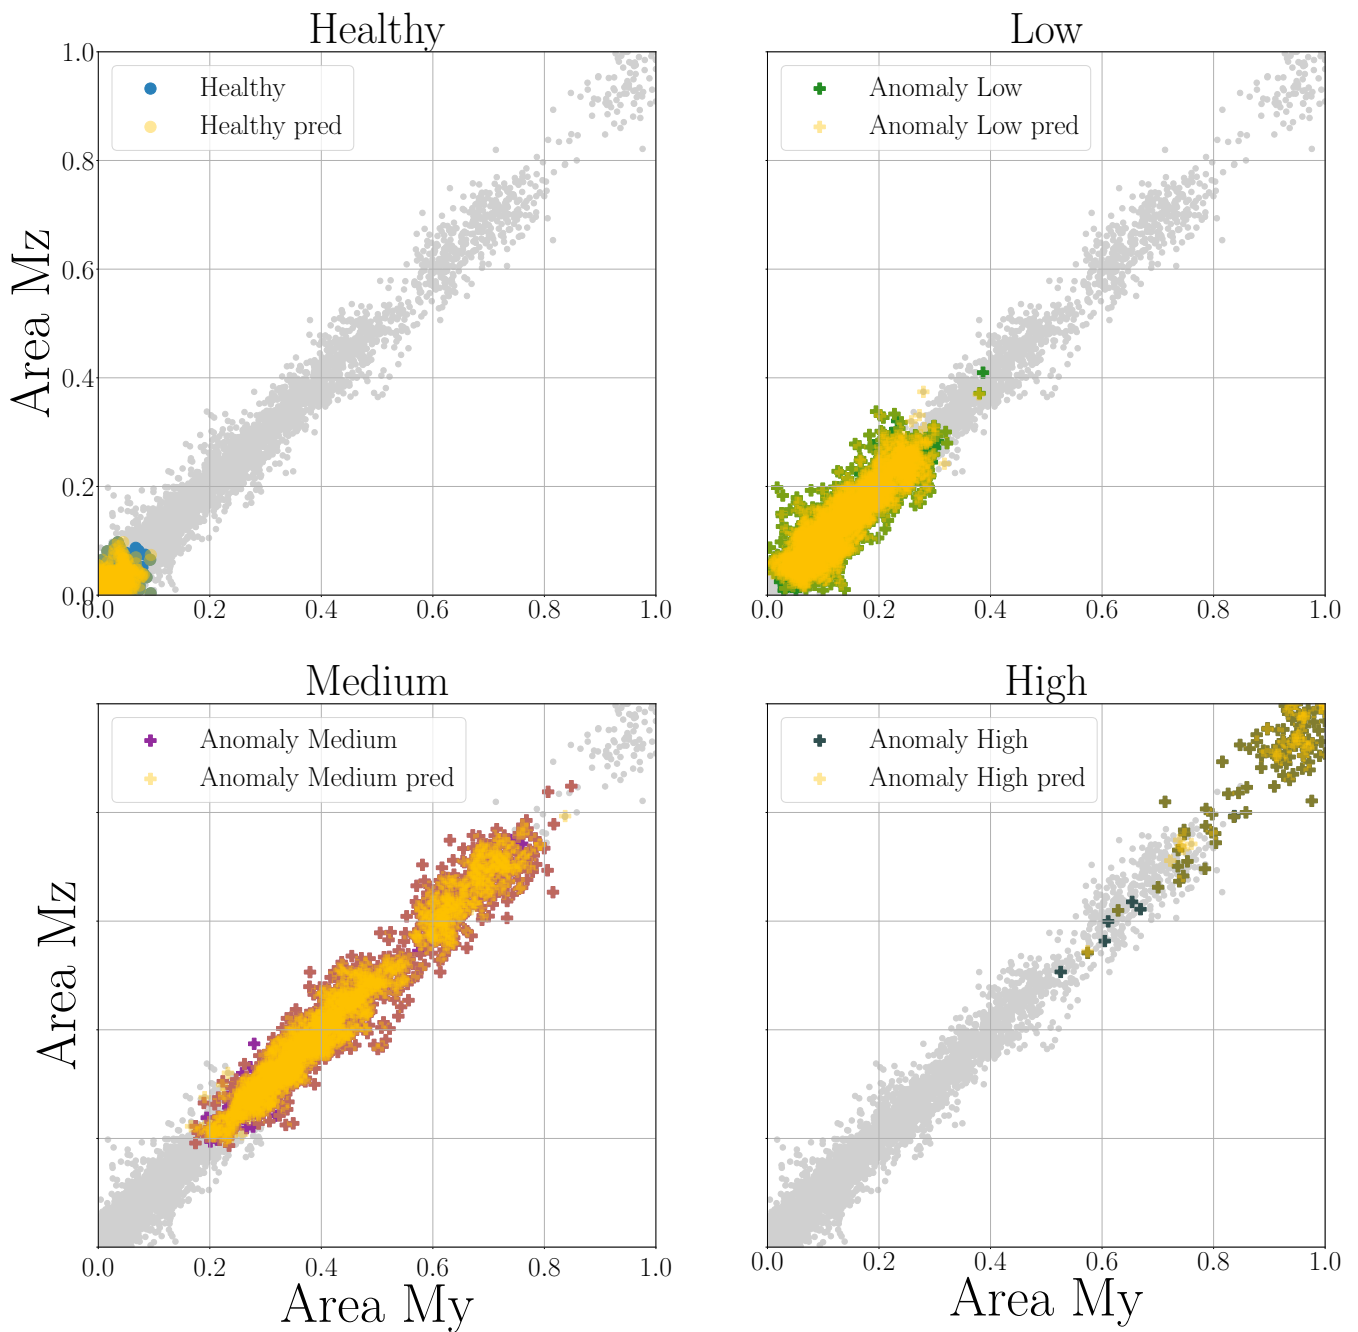 Healthy
Low
1.0
Healthy
Healthy pred
0.8
0.6
0.4
0.2
0.0
Area Mz
0.0 0.2 0.4 0.6 0.8 1.0
Anomaly Low
Anomaly Low pred
0.0 0.2 0.4 0.6 0.8 1.0
Medium
High
Anomaly Medium
Anomaly Medium pred
Area Mz
0.0 0.2 0.4 0.6 0.8 1.0
Area My
Anomaly High
Anomaly High pred
0.0 0.2 0.4 0.6 0.8 1.0
Area My